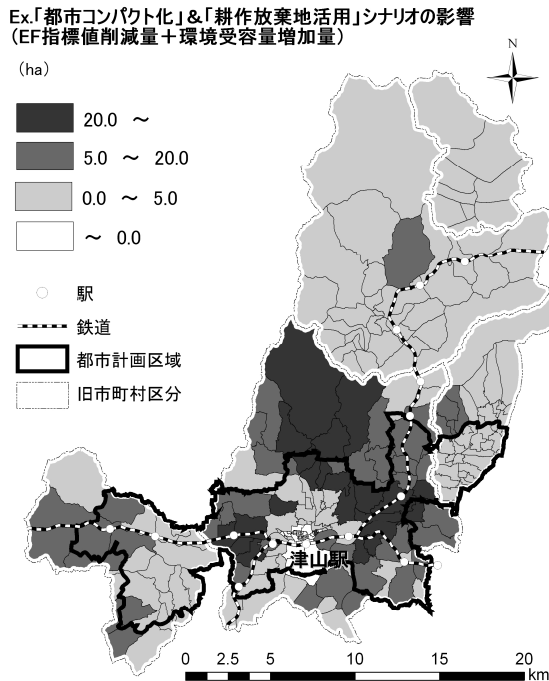 Ex.「都市コンパクト化」&「耕作放棄地活用」シナリオの影響
（EF指標値削減量＋環境受容量増加量）
（ha）
N
20.0 ～
5.0 ～ 20.0
0.0 ～ 5.0
～ 0.0
駅
鉄道
都市計画区域
旧市町村区分
津山駅
0 2.5 5 10 15 20
km